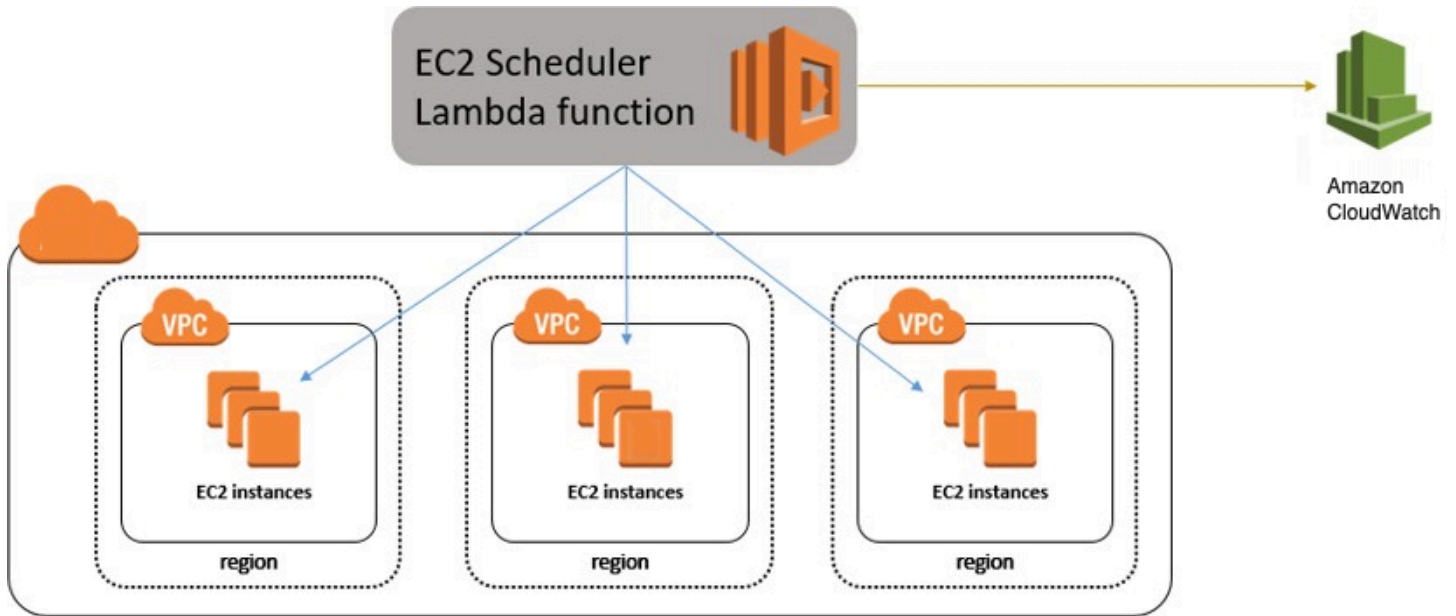 EC2 Scheduler
Lambda function
Amazon
CloudWatch
VPC
VPC
VPC
EC2 instances
EC2 instances
EC2 instances
region
region
region